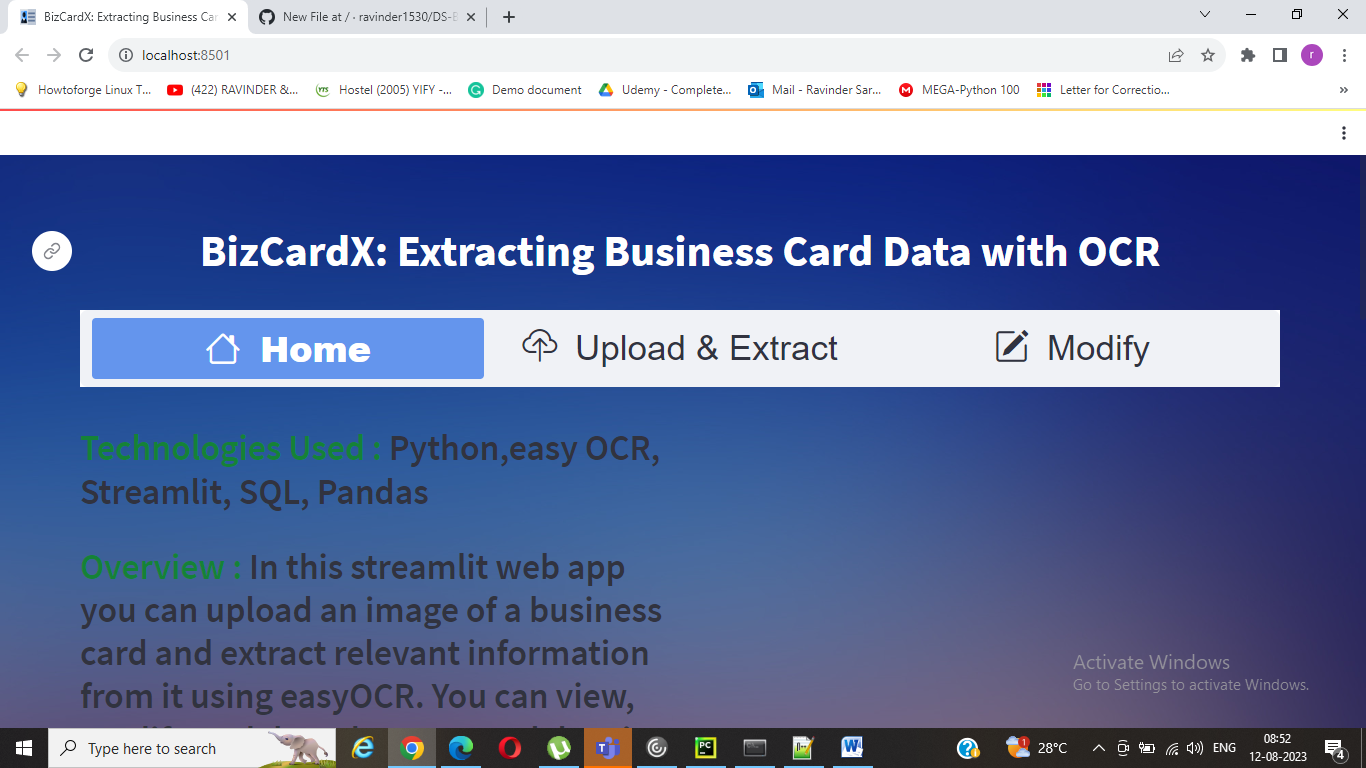 BizCardX: Extracting Business Car
New File at / · ravinder1530/DS-B
localhost:8501
r
Howtoforge Linux T...
(422) RAVINDER &...
YTS
Hostel (2005) YIFY -...
Demo document
Udemy - Complete...
Mail - Ravinder Sar...
MEGA-Python 100
Letter for Correctio...
»
BizCardX: Extracting Business Card Data with OCR
Home
Upload & Extract
Modify
Technologies Used : Python,easy OCR,
Streamlit, SQL, Pandas
Overview : In this streamlit web app
you can upload an image of a business
card and extract relevant information
from it using easyOCR. You can view,
Activate Windows
Go to Settings to activate Windows.
Type here to search
28°C
ENG
08:52
12-08-2023
4